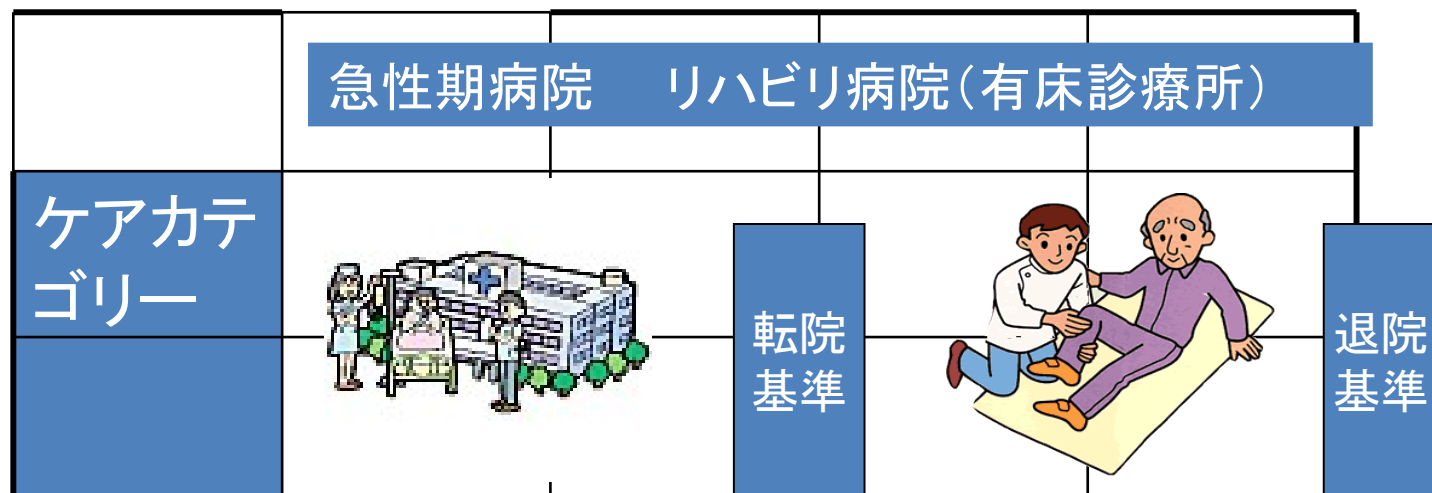 急性期病院　リハビリ病院（有床診療所）
ケアカテ
ゴリー
転院
基準
退院
基準